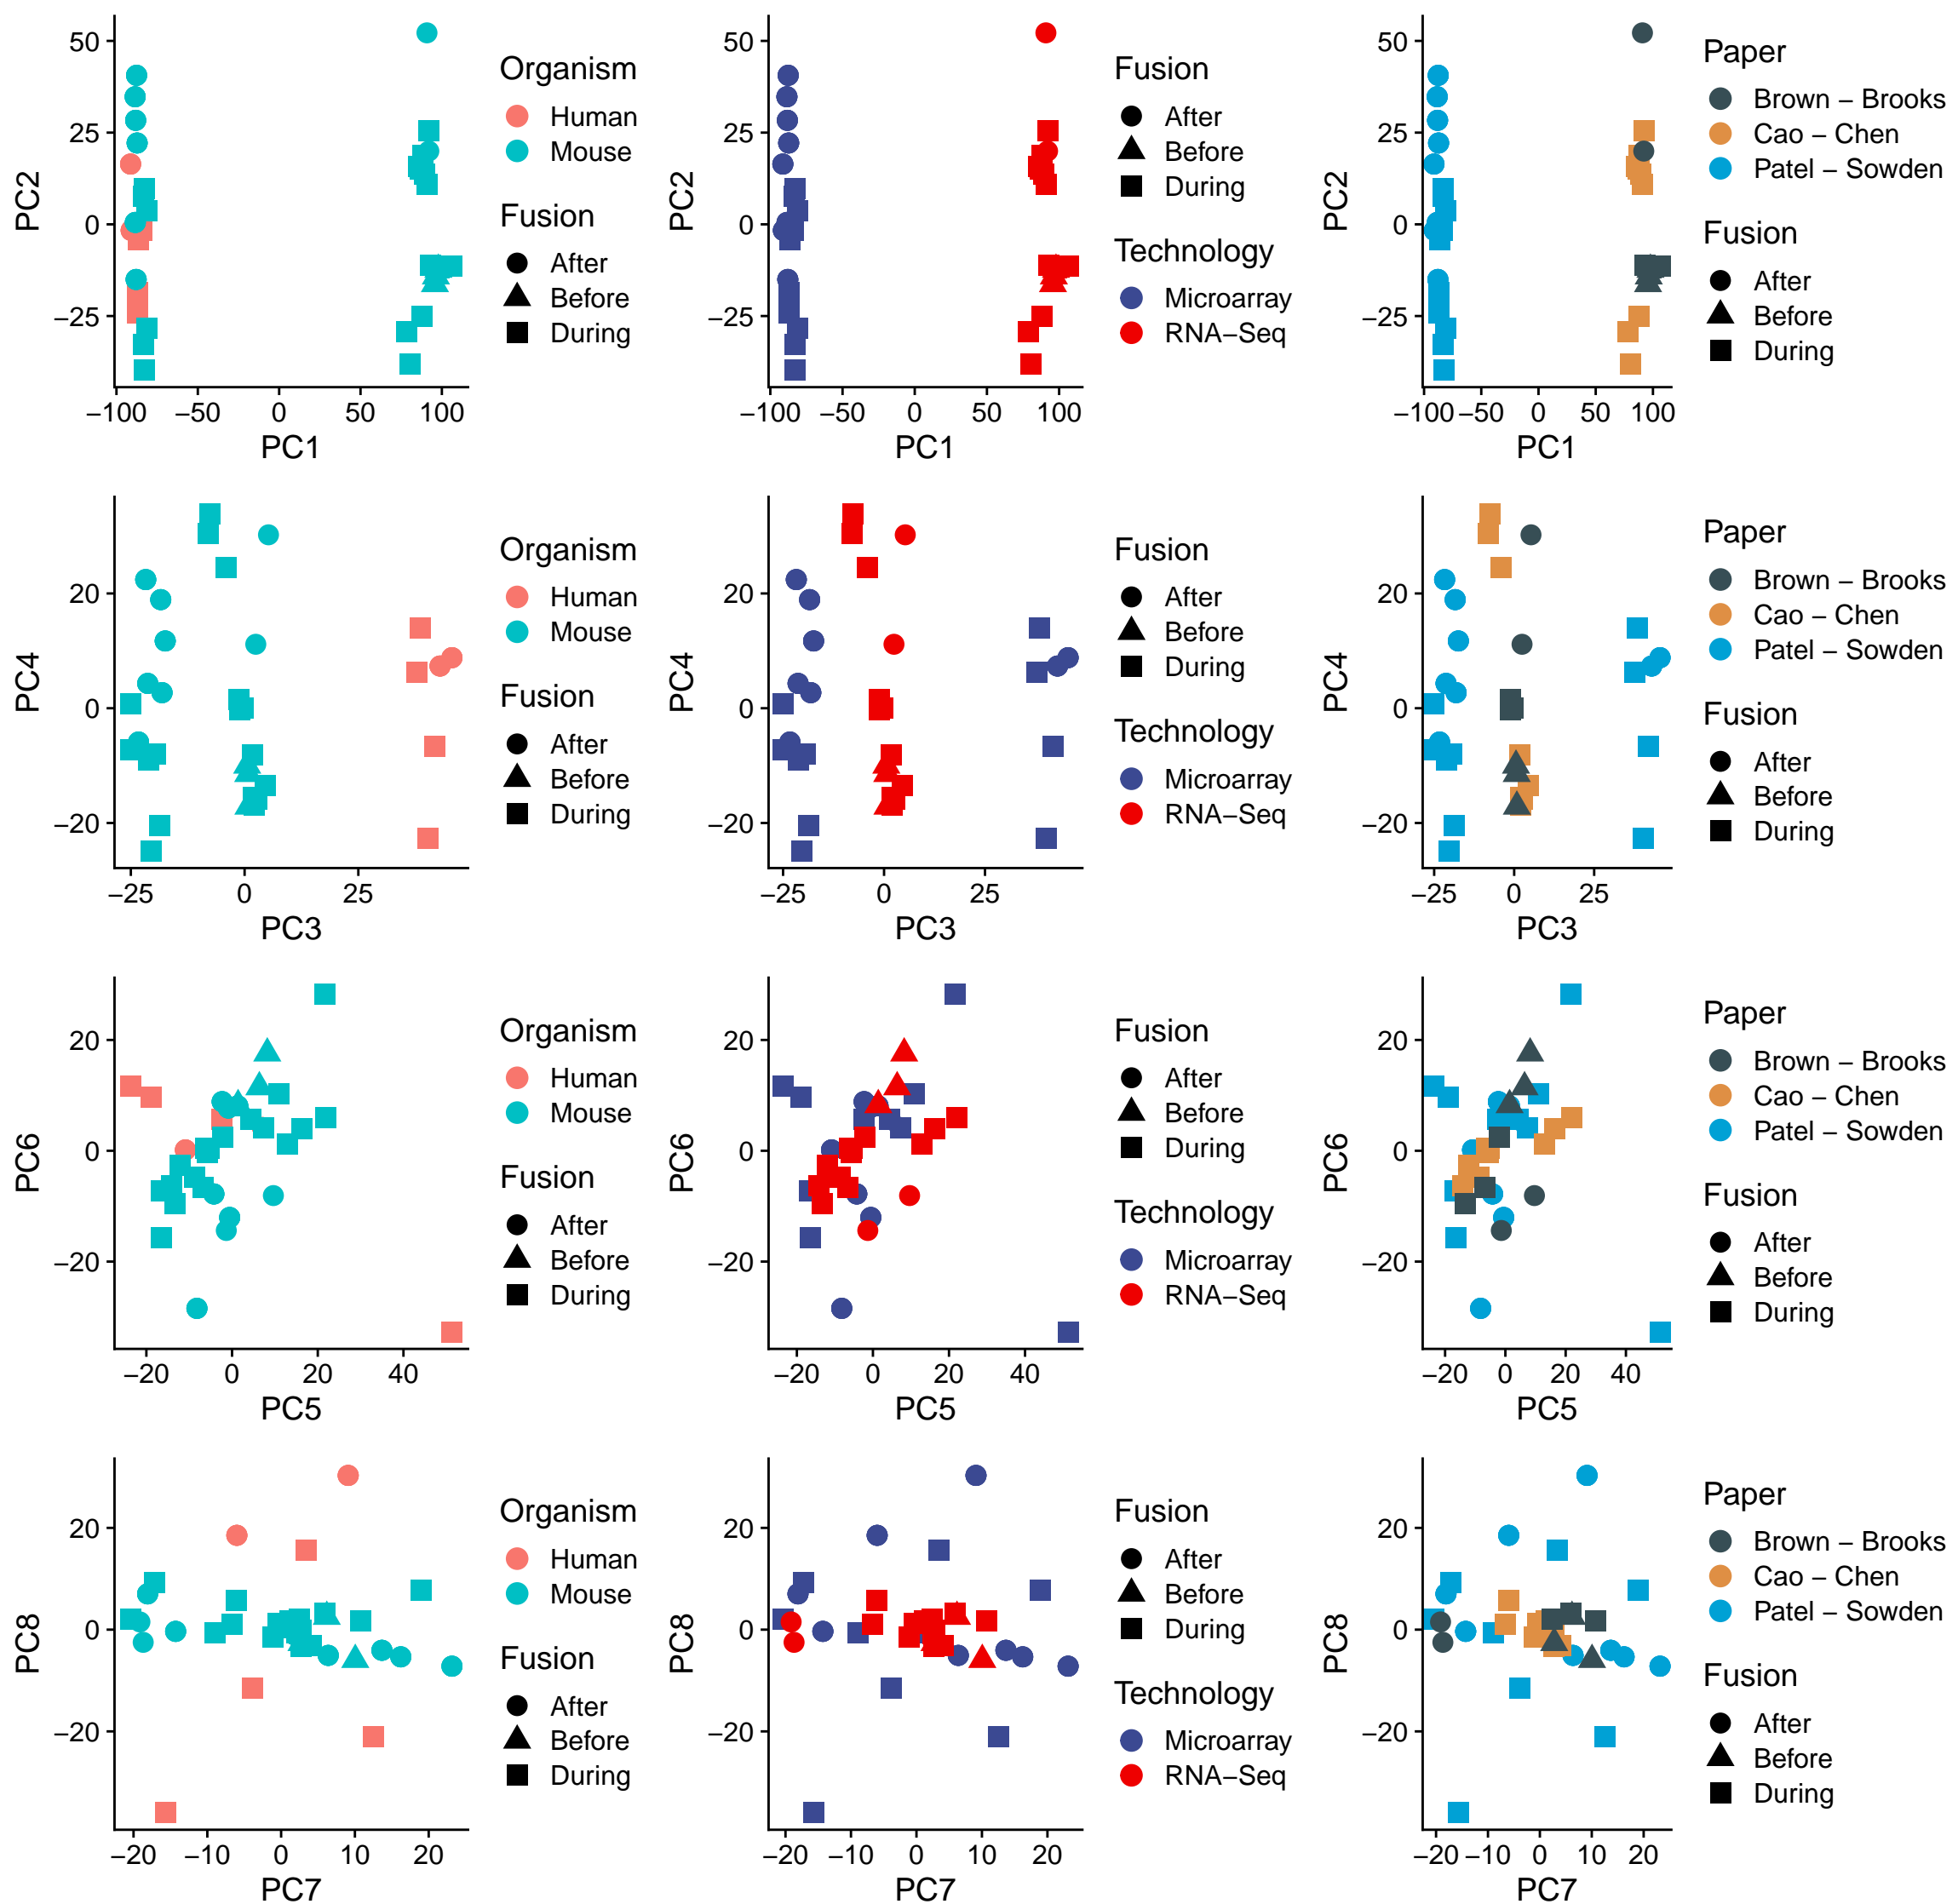 PC2
50
25
0
−25
−100
−50
0
50
100
PC1
Organism
Human
Mouse
Fusion
After
Before
During
PC2
50
25
0
−25
−100
−50
0
50
100
PC1
Fusion
After
Before
During
Technology
Microarray
RNA−Seq
PC2
50
25
0
−25
−100
−50
0
50
100
PC1
Paper
Brown − Brooks
Cao − Chen
Patel − Sowden
Fusion
After
Before
During
PC4
20
0
−20
−25
0
25
PC3
Organism
Human
Mouse
Fusion
After
Before
During
PC4
20
0
−20
−25
0
25
PC3
Fusion
After
Before
During
Technology
Microarray
RNA−Seq
PC4
20
0
−20
−25
0
25
PC3
Paper
Brown − Brooks
Cao − Chen
Patel − Sowden
Fusion
After
Before
During
PC6
20
0
−20
−20
0
20
40
PC5
Organism
Human
Mouse
Fusion
After
Before
During
PC6
20
0
−20
−20
0
20
40
PC5
Fusion
After
Before
During
Technology
Microarray
RNA−Seq
PC6
20
0
−20
−20
0
20
40
PC5
Paper
Brown − Brooks
Cao − Chen
Patel − Sowden
Fusion
After
Before
During
PC8
20
0
−20
−20
−10
0
10
20
PC7
Organism
Human
Mouse
Fusion
After
Before
During
PC8
20
0
−20
−20
−10
0
10
20
PC7
Fusion
After
Before
During
Technology
Microarray
RNA−Seq
PC8
20
0
−20
−20
−10
0
10
20
PC7
Paper
Brown − Brooks
Cao − Chen
Patel − Sowden
Fusion
After
Before
During